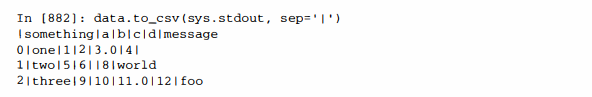 In [882]: data.to_csv(sys.stdout, sep='|')
|something|a|b|c|d|message
0|one|1|2|3.0|4|
1|two|5|6||8|world
2|three|9|10|11.0|12|foo